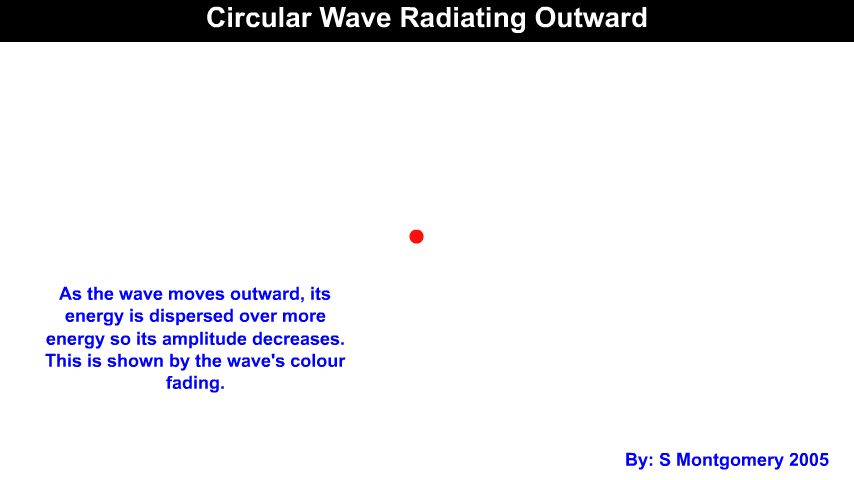 Circular Wave Radiating Outward
As the wave moves outward, its
energy is dispersed over more
energy so its amplitude decreases.
This is shown by the wave's colour
fading.
By: S Montgomery 2005